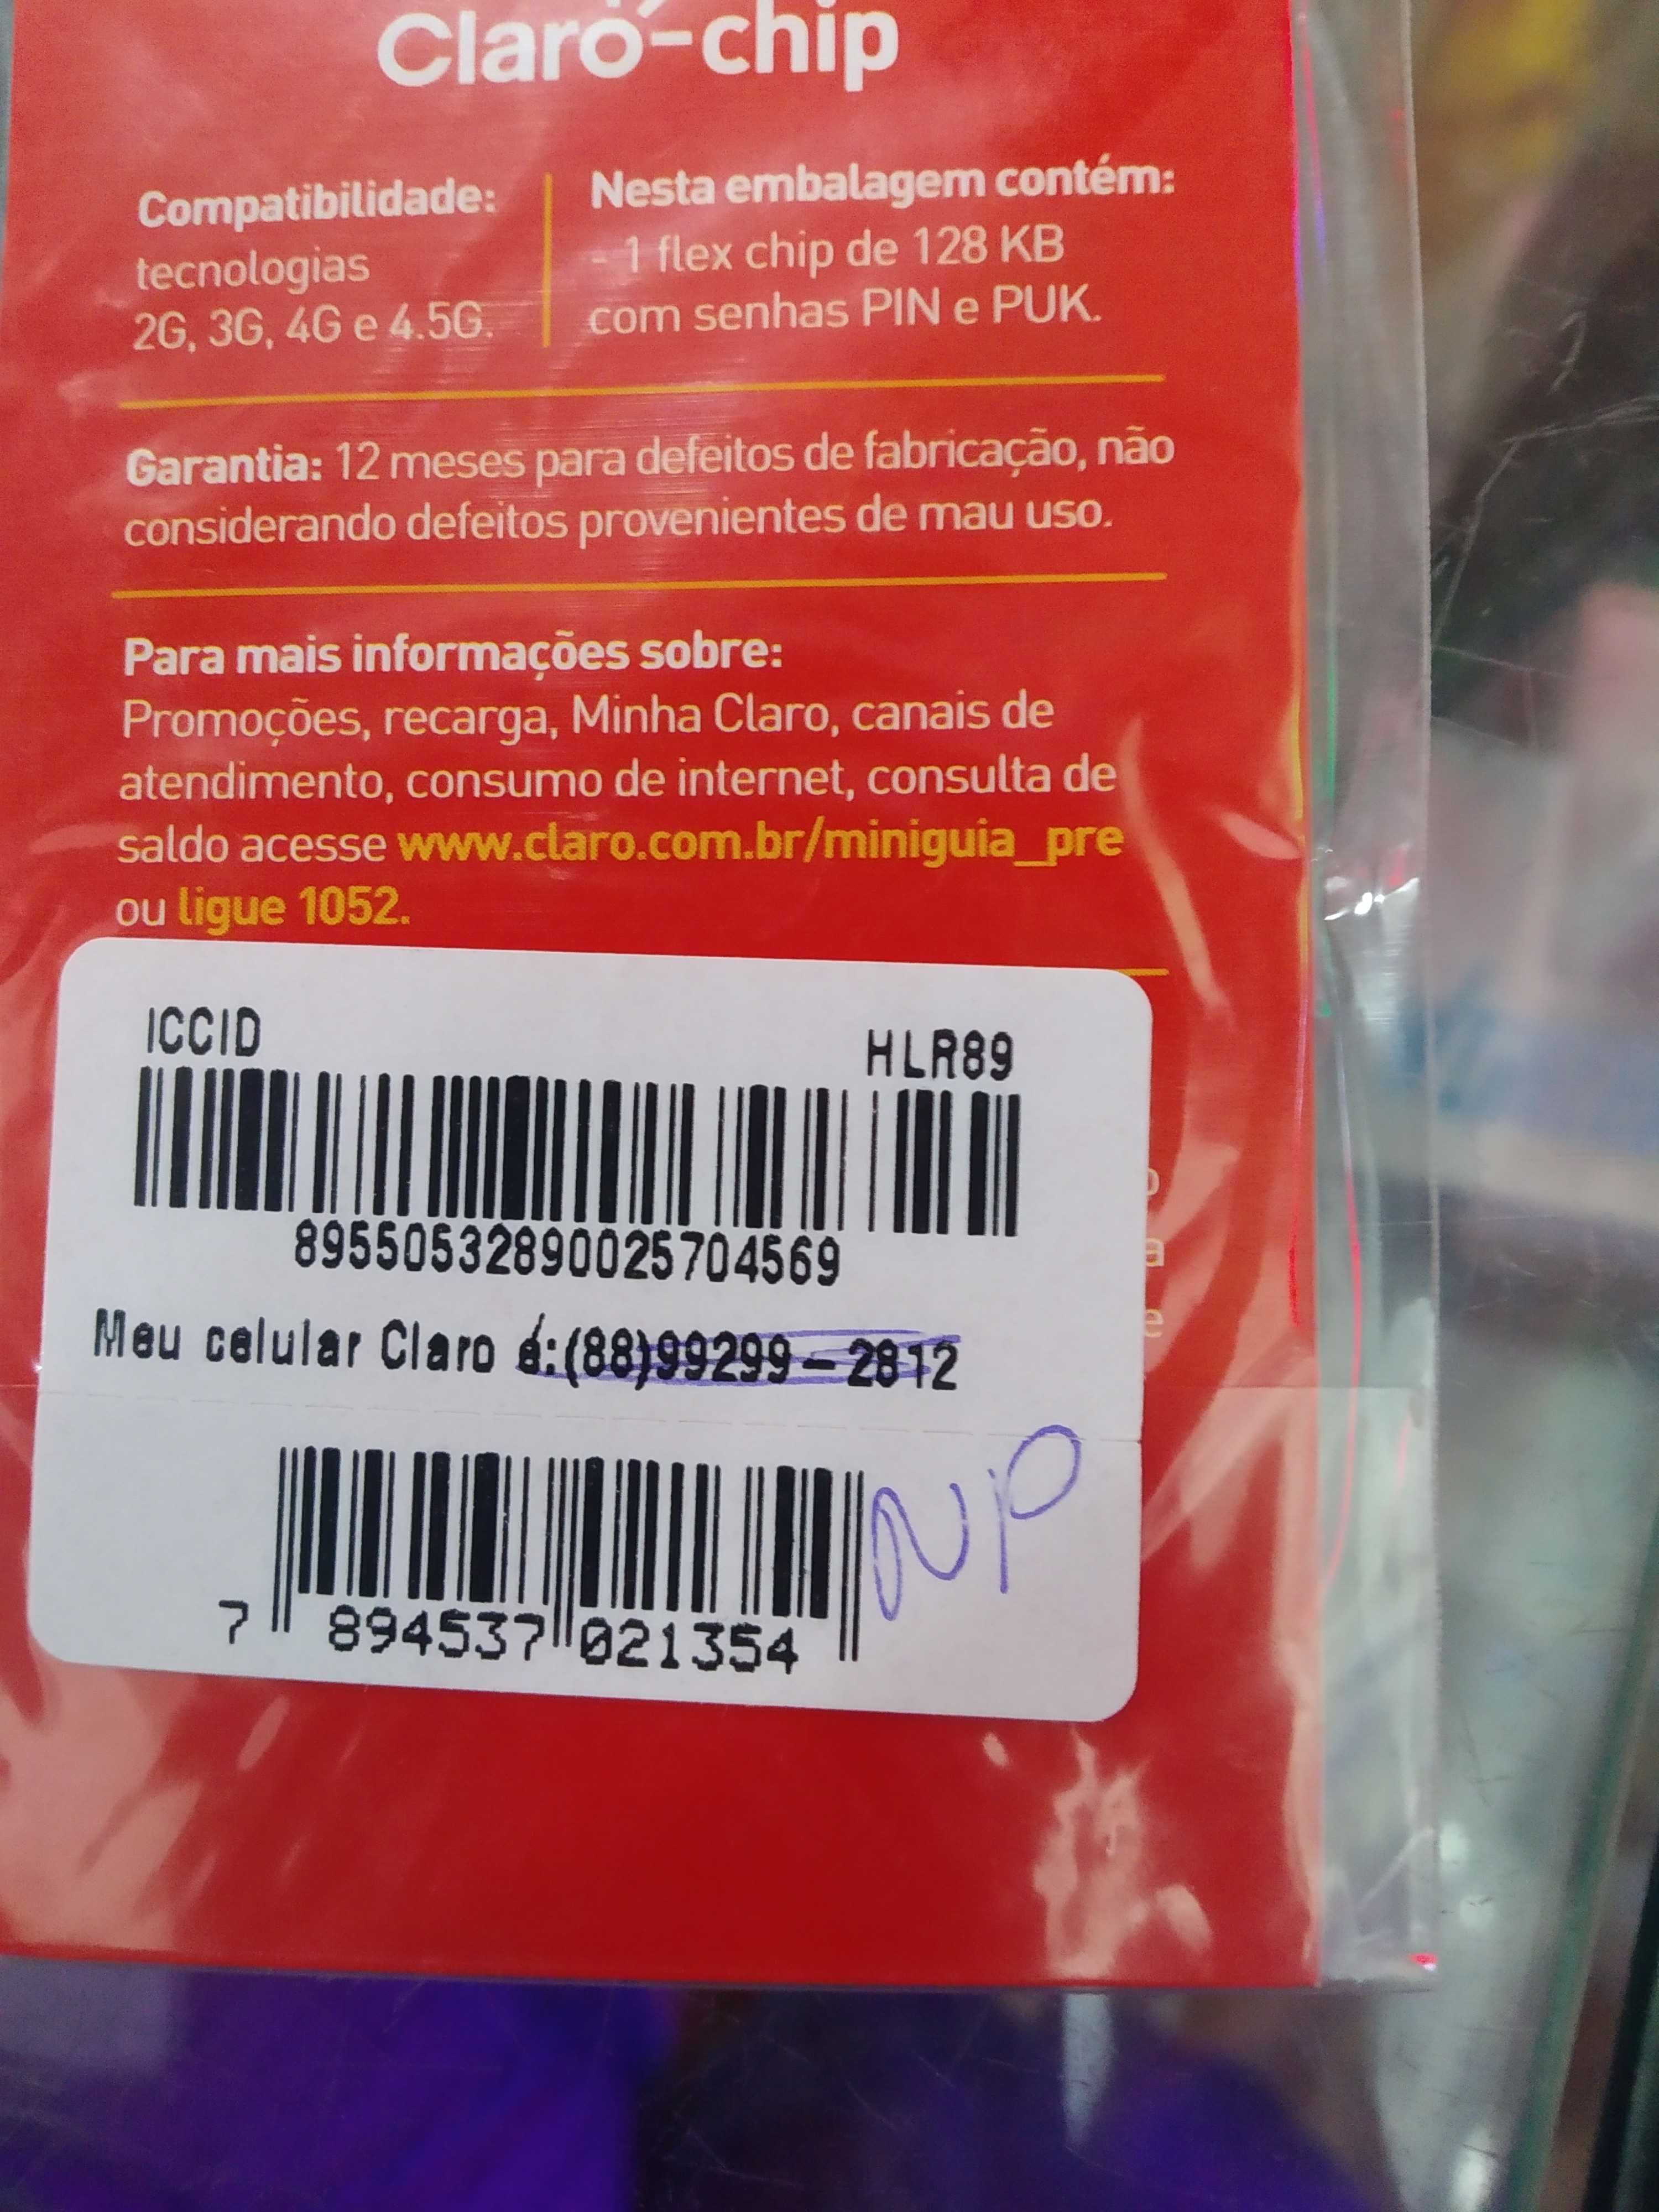 Claro-chip
Compatibilidade:
tecnologias
2G, 3G, 4G e 4.5G.
Nesta embalagem contém:
- 1 flex chip de 128 KB
com senhas PIN e PUK.
Garantia: 12 meses para defeitos de fabricação, não
considerando defeitos provenientes de mau uso.
Para mais informações sobre:
Promoções, recarga, Minha Claro, canais de
atendimento, consumo de internet, consulta de
saldo acesse www.claro.com.br/miniguia_pre
ou ligue 1052.
ICCID
HLR89
89550532890025704569
Meu celular Claro é:(88)99299-2812
NP
7 894537 021354